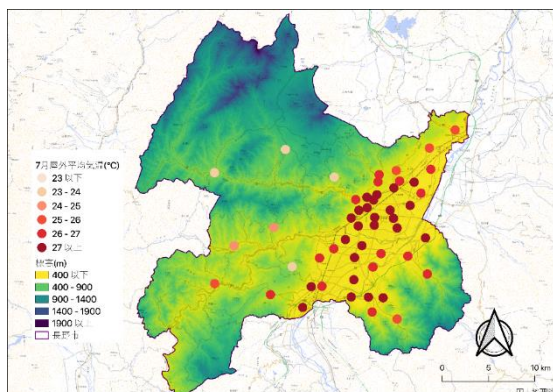 7月屋外平均気温(°C)
23 以下
23 - 24
24 - 25
25 - 26
26 - 27
27 以上
標高(m)
400 以下
400 - 900
900 - 1400
1400 - 1900
1900 以上
長野市
0 5 10 km